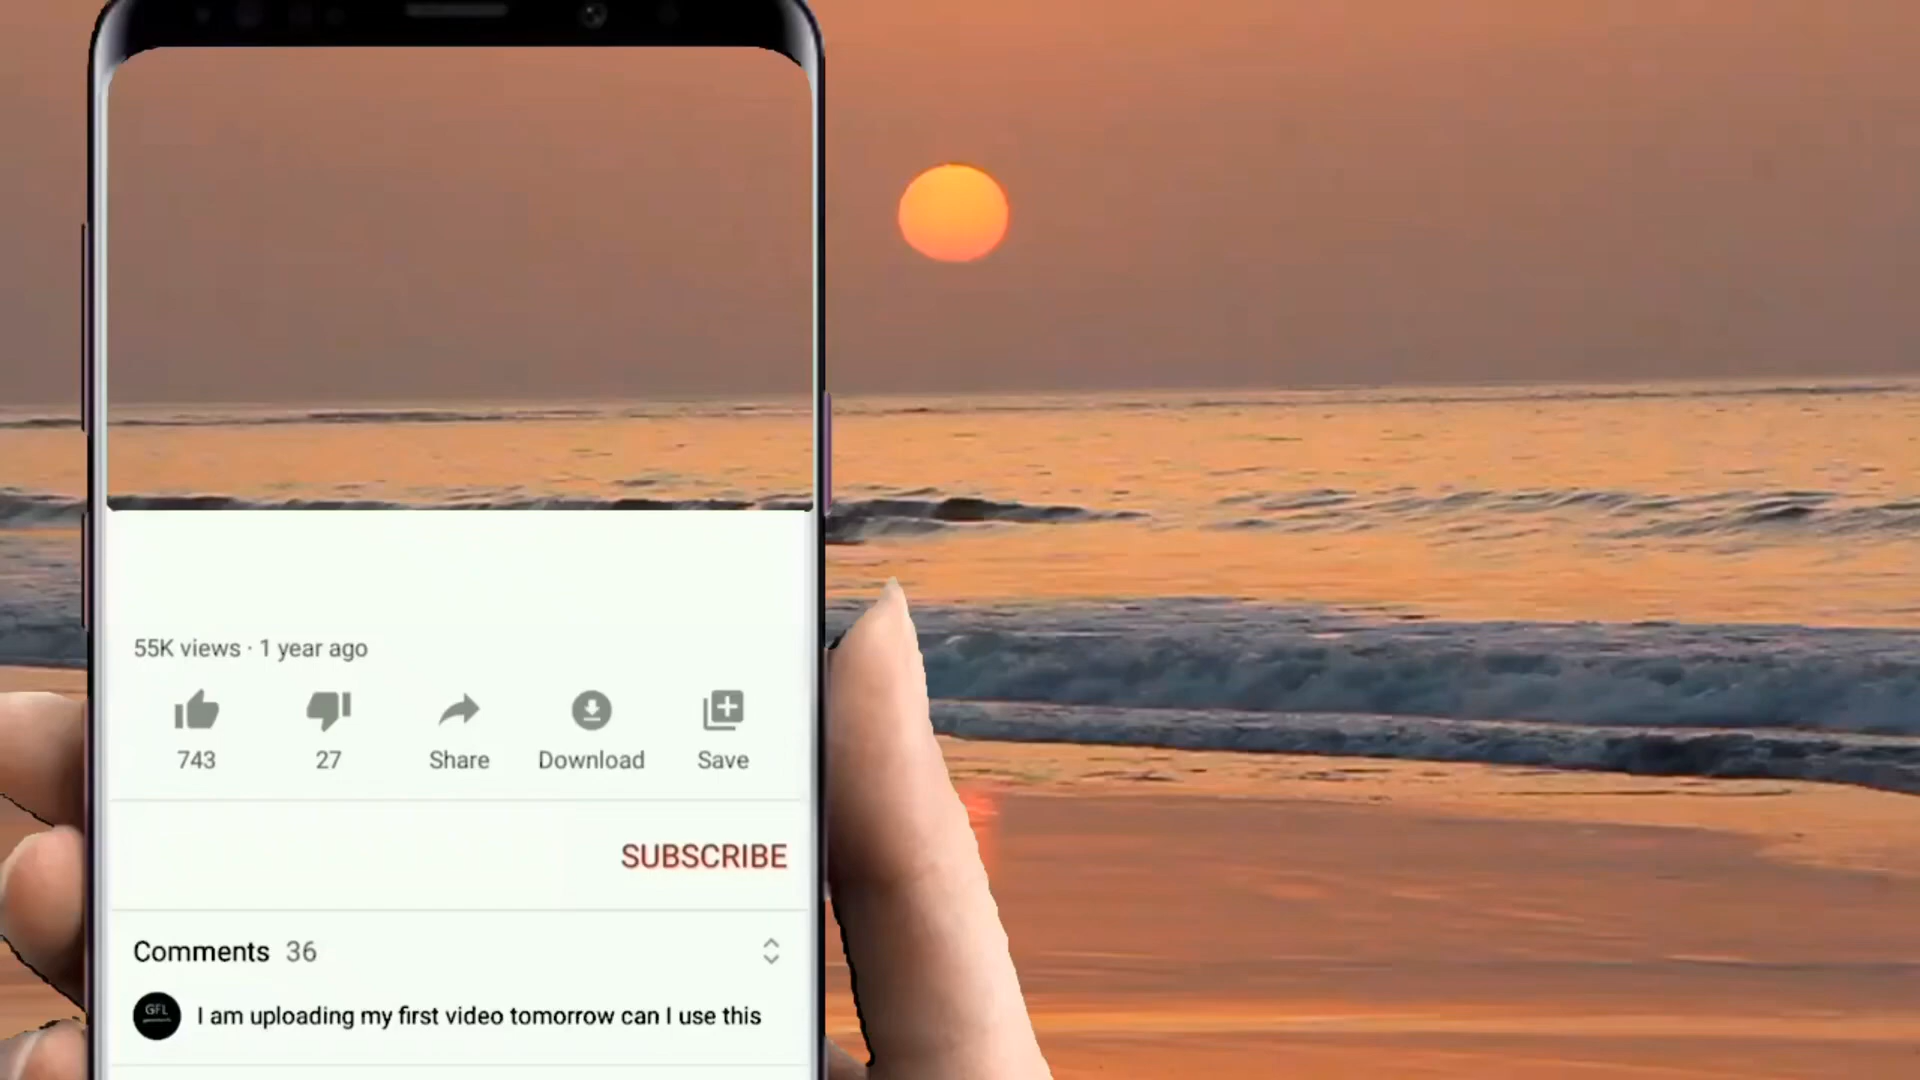 55K views · 1 year ago
743
27
Share
Download
Save
SUBSCRIBE
Comments 36
GFL
I am uploading my first video tomorrow can I use this